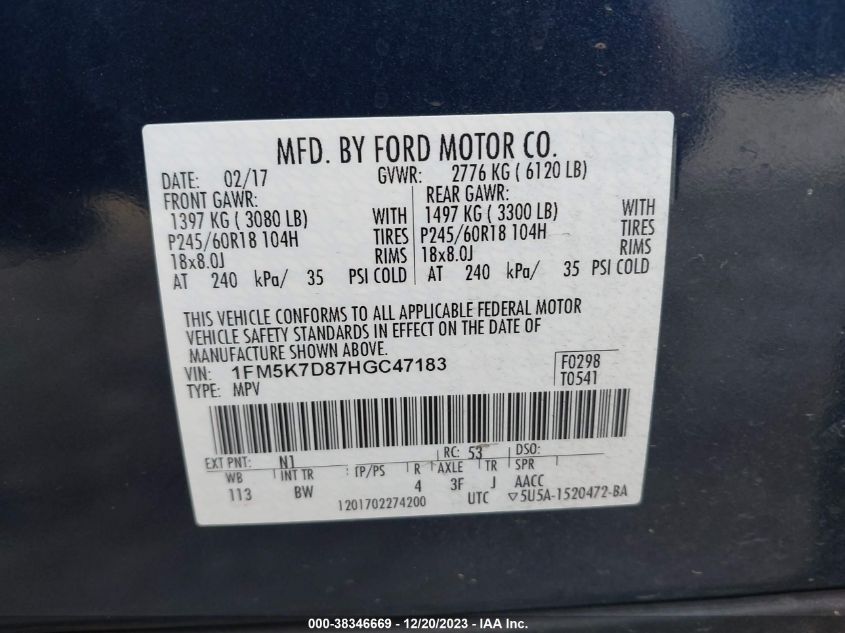 MFD. BY FORD MOTOR CO.
DATE: 02/17 GVWR: 2776 KG ( 6120 LB)
FRONT GAWR: REAR GAWR:
1397 KG ( 3080 LB) WITH 1497 KG ( 3300 LB) WITH
P245/60R18 104H TIRES P245/60R18 104H TIRES
18x8.0J RIMS 18x8.0J RIMS
AT 240 kPa/ 35 PSI COLD AT 240 kPa/ 35 PSI COLD
THIS VEHICLE CONFORMS TO ALL APPLICABLE FEDERAL MOTOR
VEHICLE SAFETY STANDARDS IN EFFECT ON THE DATE OF
MANUFACTURE SHOWN ABOVE.
VIN: 1FM5K7D87HGC47183 F0298
TYPE: MPV T0541
EXT PNT: N1 RC: 53 DSO:
WB INT TR TP/PS R AXLE TR SPR
113 BW 4 3F J AACC
1201702274200 UTC ▽5U5A-1520472-BA
000-38346669 - 12/20/2023 - IAA Inc.